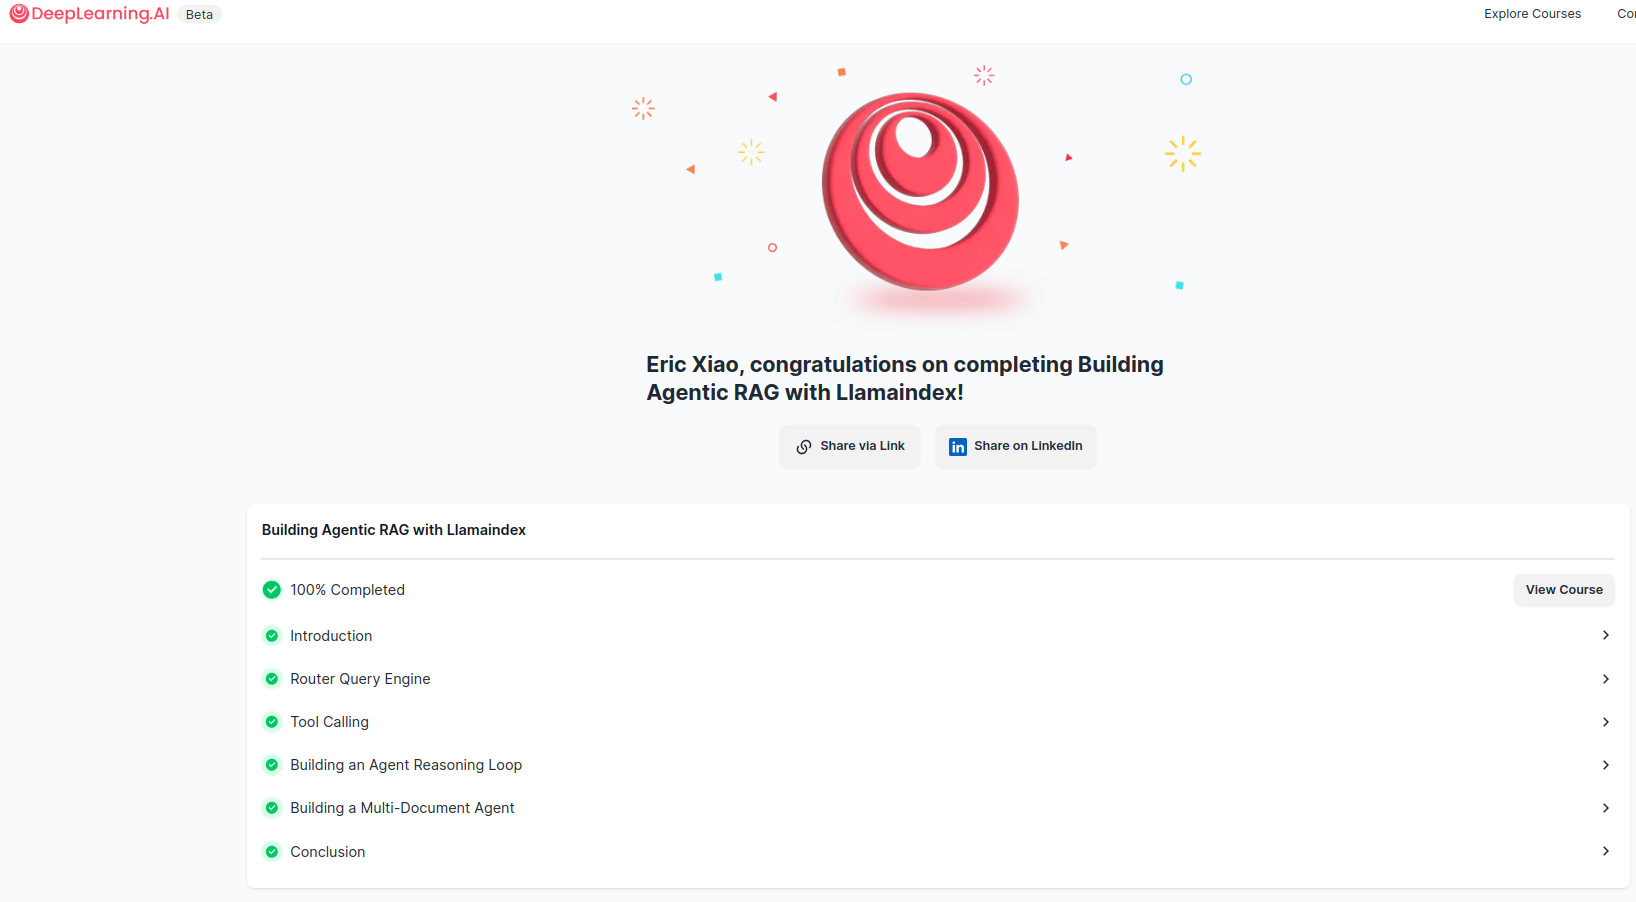 DeepLearning.AI Beta Explore Courses
Eric Xiao, congratulations on completing Building
Agentic RAG with Llamaindex!
Share via Link Share on LinkedIn
Building Agentic RAG with Llamaindex
100% Completed View Course
Introduction
Router Query Engine
Tool Calling
Building an Agent Reasoning Loop
Building a Multi-Document Agent
Conclusion